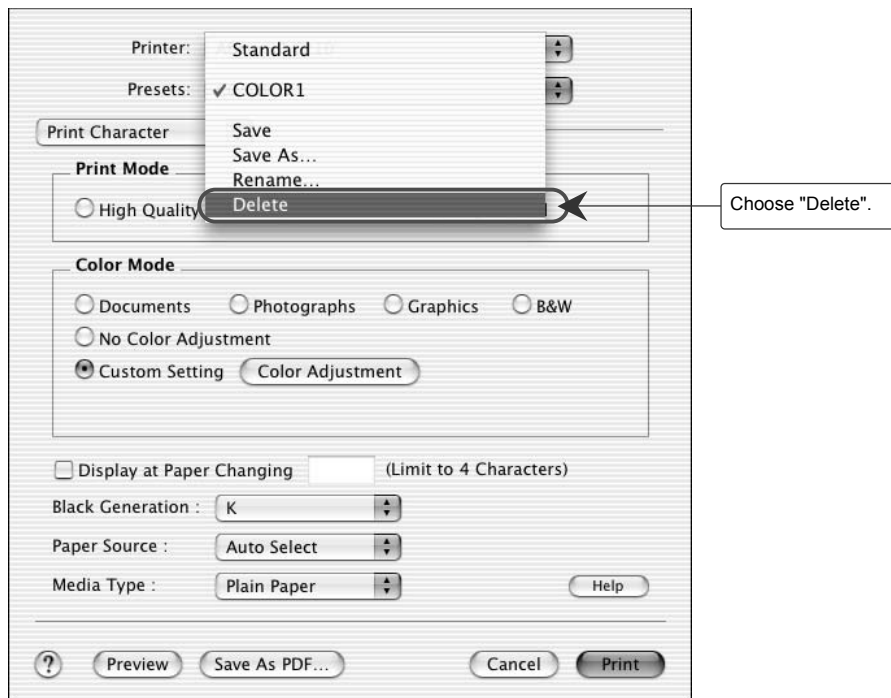 Printer:
Standard
Presets:
✓ COLOR1
Print Character
Save
Save As...
Rename...
Delete
Choose "Delete".
Print Mode
High Quality
Color Mode
Documents Photographs Graphics B&W
No Color Adjustment
Custom Setting Color Adjustment
Display at Paper Changing (Limit to 4 Characters)
Black Generation : K
Paper Source : Auto Select
Media Type : Plain Paper Help
? Preview Save As PDF... Cancel Print